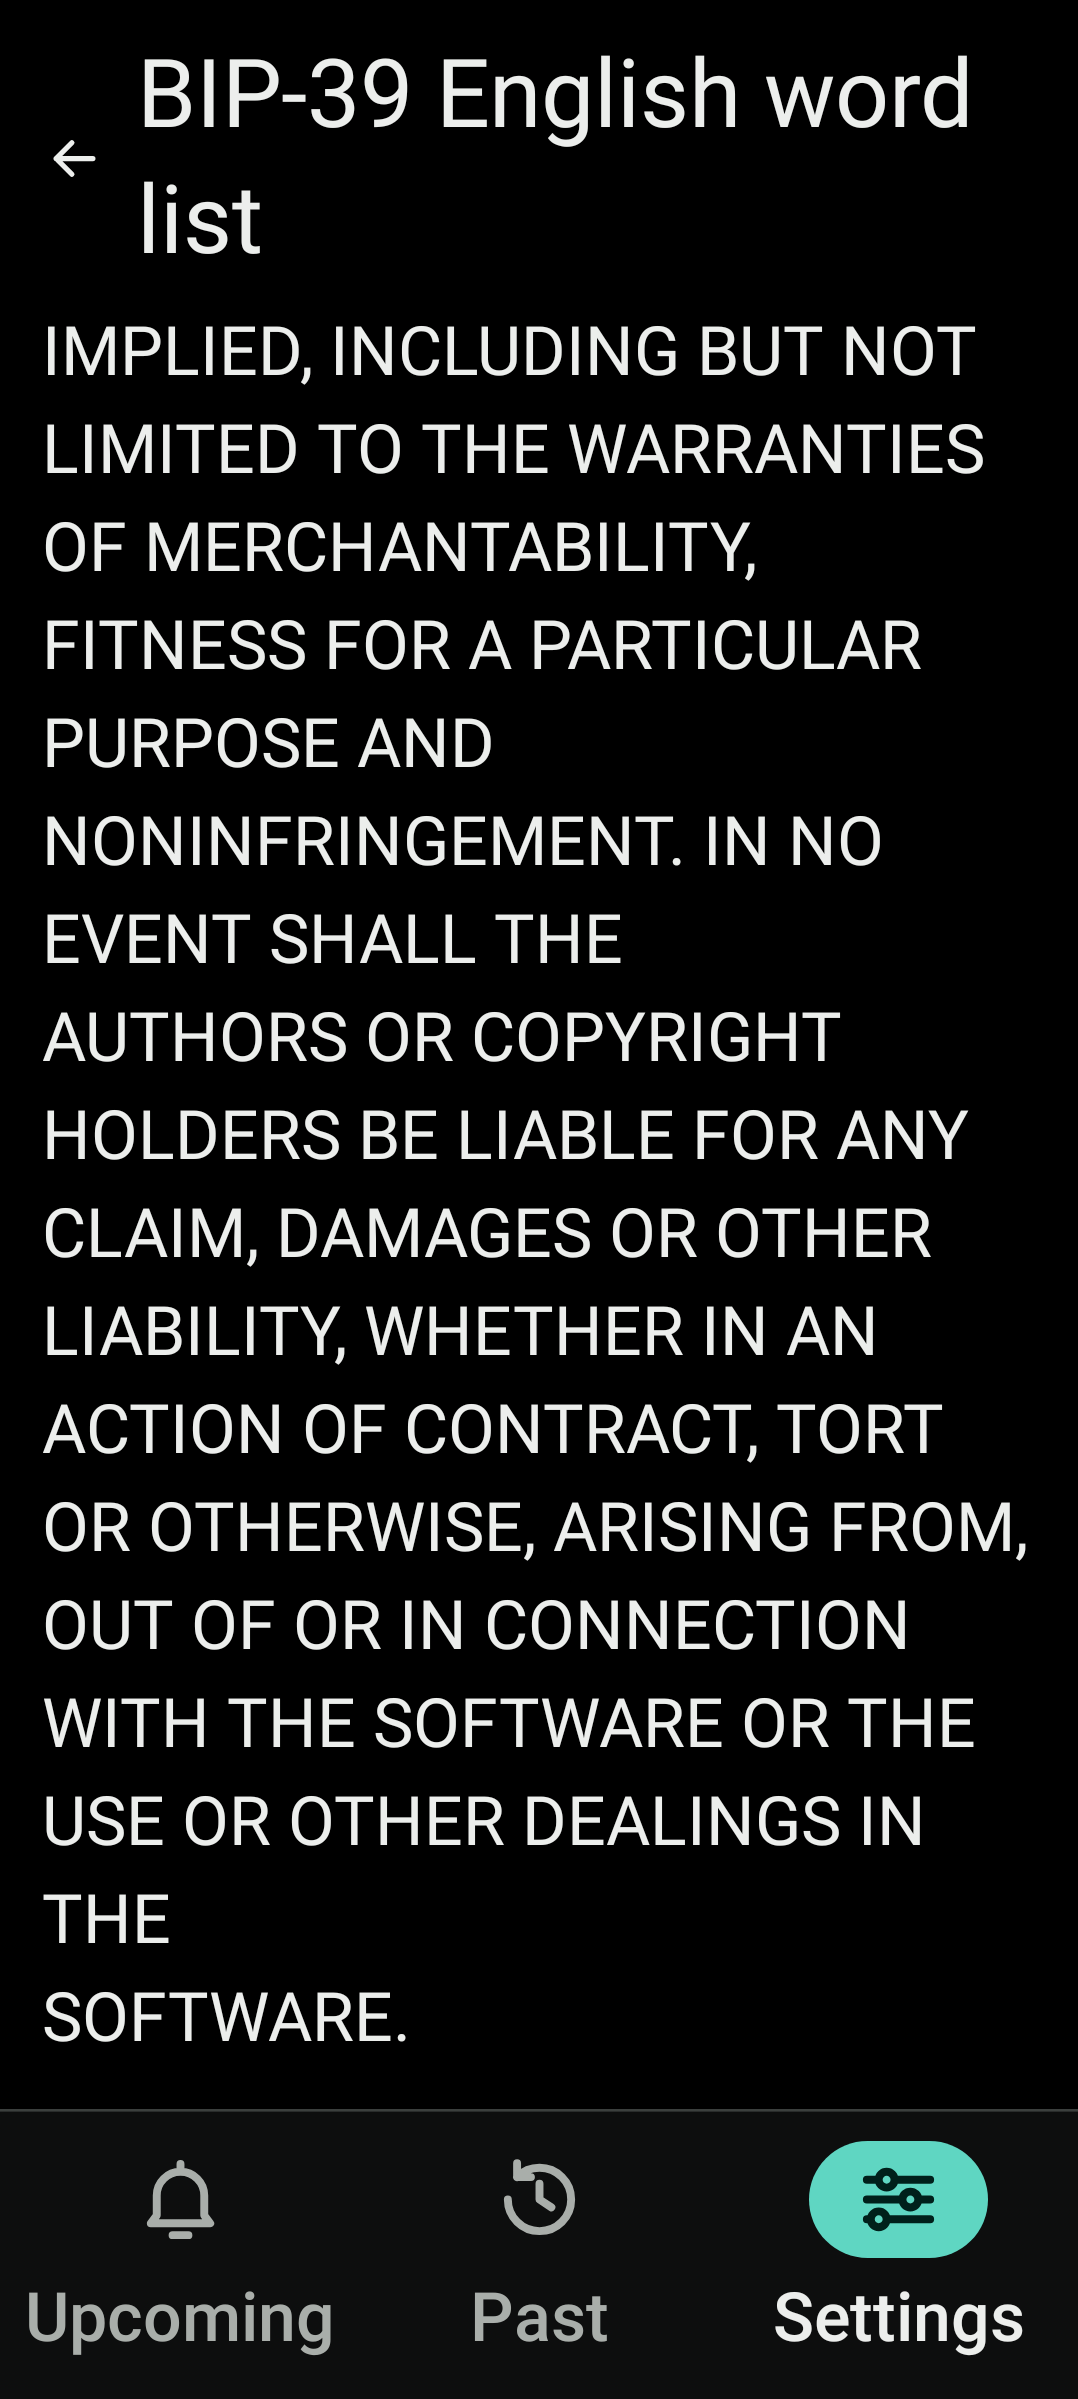 BIP-39 English word
list
IMPLIED, INCLUDING BUT NOT
LIMITED TO THE WARRANTIES
OF MERCHANTABILITY,
FITNESS FOR A PARTICULAR
PURPOSE AND
NONINFRINGEMENT. IN NO
EVENT SHALL THE
AUTHORS OR COPYRIGHT
HOLDERS BE LIABLE FOR ANY
CLAIM, DAMAGES OR OTHER
LIABILITY, WHETHER IN AN
ACTION OF CONTRACT, TORT
OR OTHERWISE, ARISING FROM,
OUT OF OR IN CONNECTION
WITH THE SOFTWARE OR THE
USE OR OTHER DEALINGS IN
THE
SOFTWARE.
Upcoming
Past
Settings